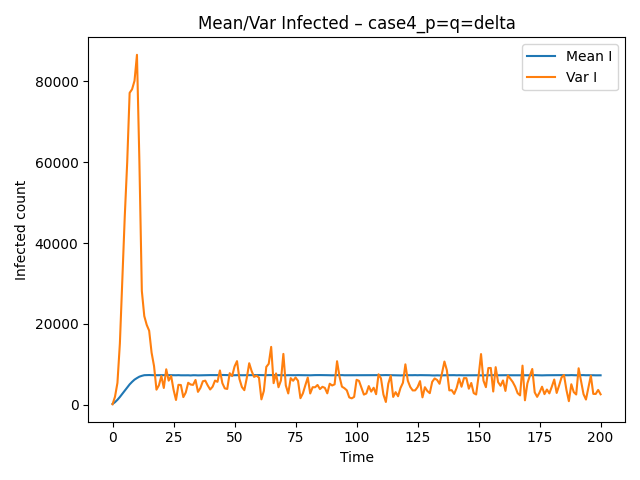 Mean/Var Infected – case4_p=q=delta
Mean I
Var I
Infected count
80000
60000
40000
20000
0
0 25 50 75 100 125 150 175 200
Time